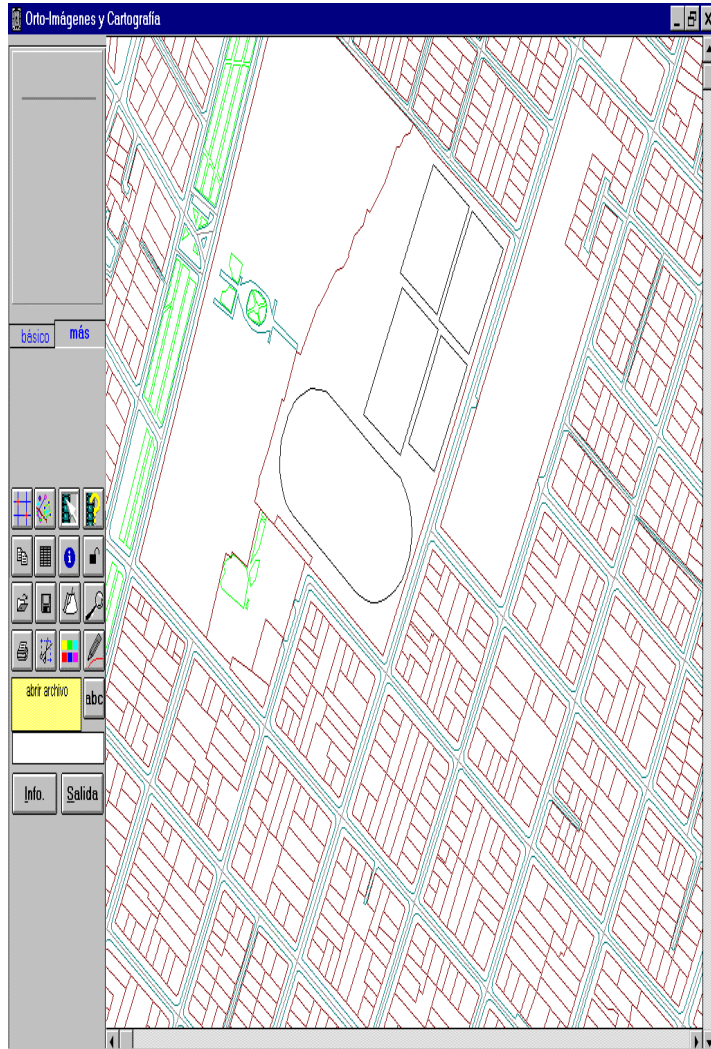 Orto-Imágenes y Cartografía
básico
más
abrir archivo
abc
Info.
Salida